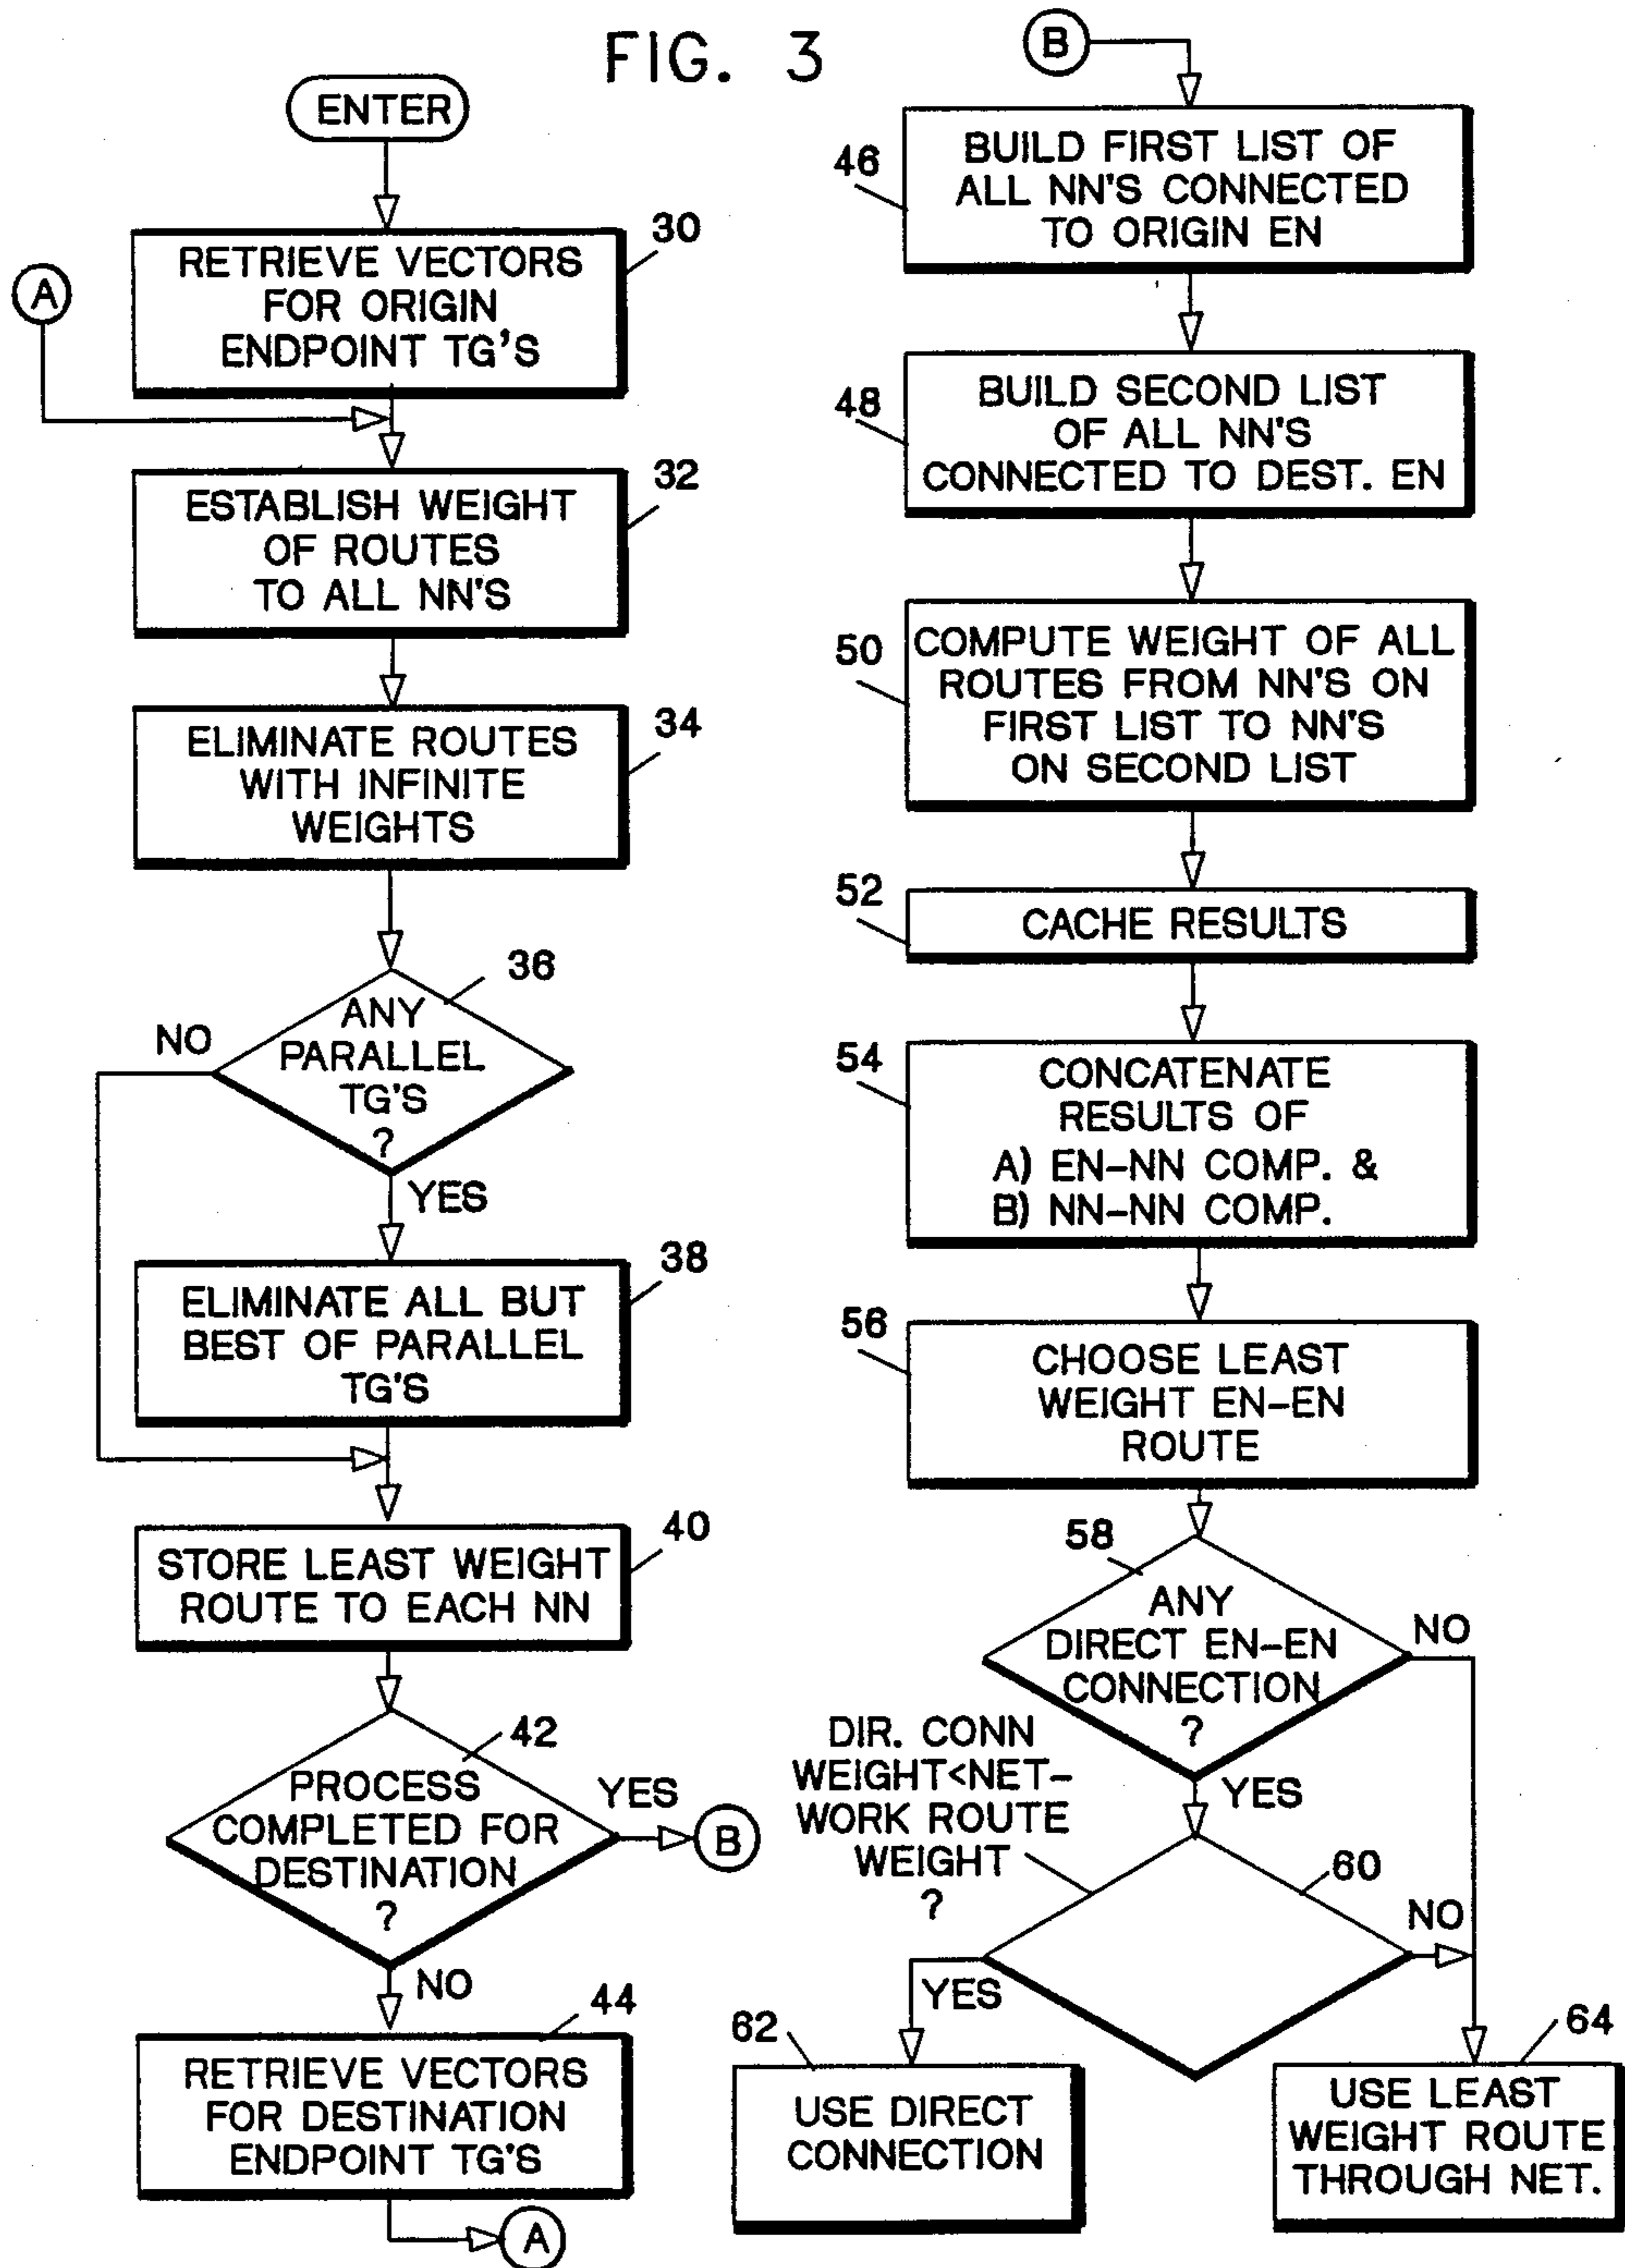 FIG. 3
ENTER
30
RETRIEVE VECTORS
FOR ORIGIN
ENDPOINT TG'S
A
32
ESTABLISH WEIGHT
OF ROUTES
TO ALL NN'S
34
ELIMINATE ROUTES
WITH INFINITE
WEIGHTS
36
ANY
PARALLEL
TG'S
?
NO
YES
38
ELIMINATE ALL BUT
BEST OF PARALLEL
TG'S
40
STORE LEAST WEIGHT
ROUTE TO EACH NN
42
PROCESS
COMPLETED FOR
DESTINATION
?
YES
B
NO
44
RETRIEVE VECTORS
FOR DESTINATION
ENDPOINT TG'S
A
B
46
BUILD FIRST LIST OF
ALL NN'S CONNECTED
TO ORIGIN EN
48
BUILD SECOND LIST
OF ALL NN'S
CONNECTED TO DEST. EN
50
COMPUTE WEIGHT OF ALL
ROUTES FROM NN'S ON
FIRST LIST TO NN'S
ON SECOND LIST
52
CACHE RESULTS
54
CONCATENATE
RESULTS OF
A) EN-NN COMP. &
B) NN-NN COMP.
56
CHOOSE LEAST
WEIGHT EN-EN
ROUTE
58
ANY
DIRECT EN-EN
CONNECTION
?
NO
YES
DIR. CONN
WEIGHT<NET-
WORK ROUTE
WEIGHT
?
60
NO
YES
62
USE DIRECT
CONNECTION
64
USE LEAST
WEIGHT ROUTE
THROUGH NET.